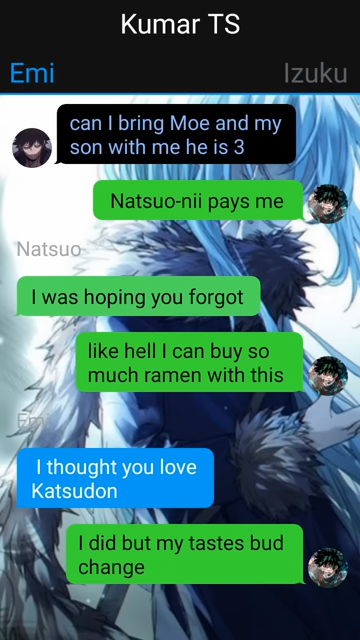 Kumar TS
Emi
Izuku
can I bring Moe and my
son with me he is 3
Natsuo-nii pays me
Natsuo
I was hoping you forgot
like hell I can buy so
much ramen with this
Emi
I thought you love
Katsudon
I did but my tastes bud
change